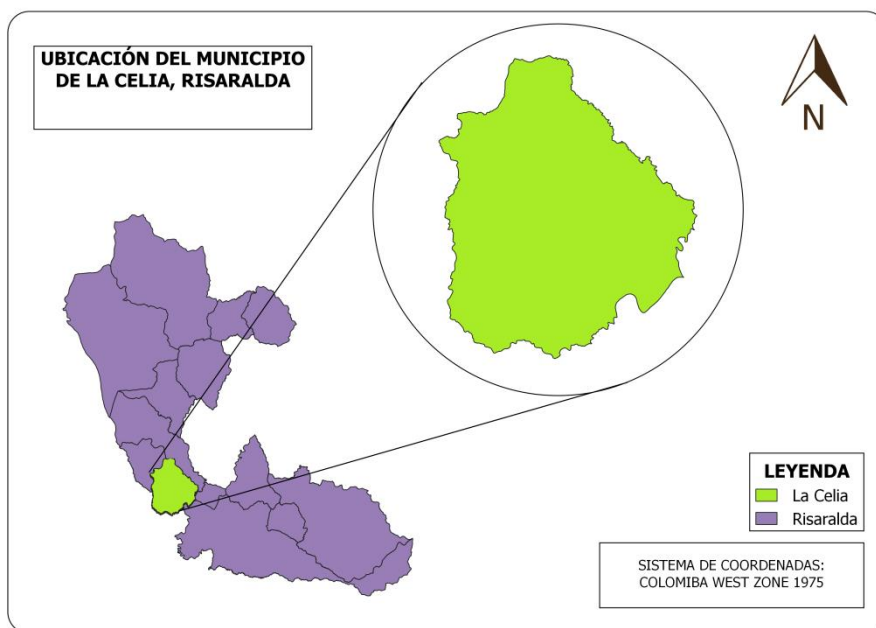 UBICACIÓN DEL MUNICIPIO
DE LA CELIA, RISARALDA
N
LEYENDA
La Celia
Risaralda
SISTEMA DE COORDENADAS:
COLOMIBA WEST ZONE 1975